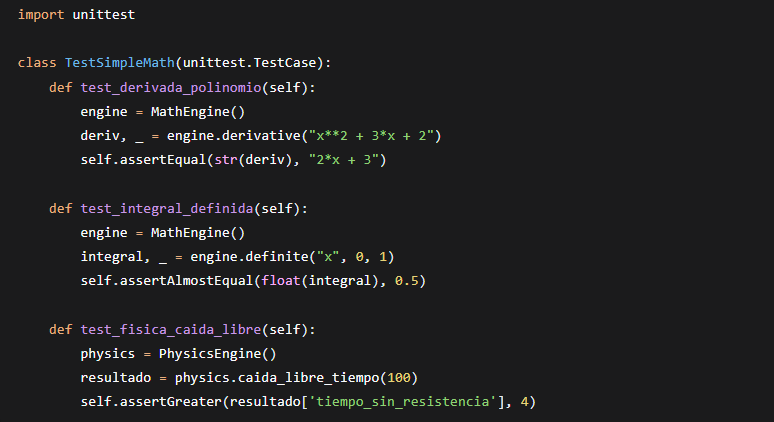 import unittest
class TestSimpleMath(unittest.TestCase):
def test_derivada_polinomio(self):
engine = MathEngine()
deriv, _ = engine.derivative("x**2 + 3*x + 2")
self.assertEqual(str(deriv), "2*x + 3")
def test_integral_definida(self):
engine = MathEngine()
integral, _ = engine.definite("x", 0, 1)
self.assertAlmostEqual(float(integral), 0.5)
def test_fisica_caida_libre(self):
physics = PhysicsEngine()
resultado = physics.caida_libre_tiempo(100)
self.assertGreater(resultado['tiempo_sin_resistencia'], 4)